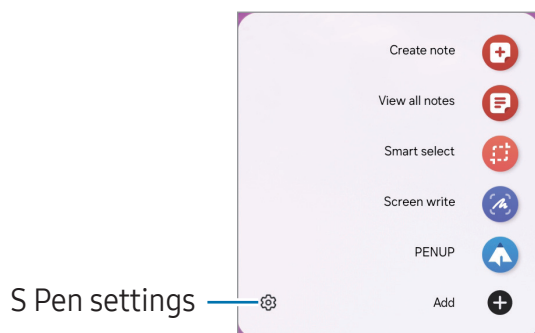 Create note
View all notes
Smart select
Screen write
PENUP
S Pen settings
Add